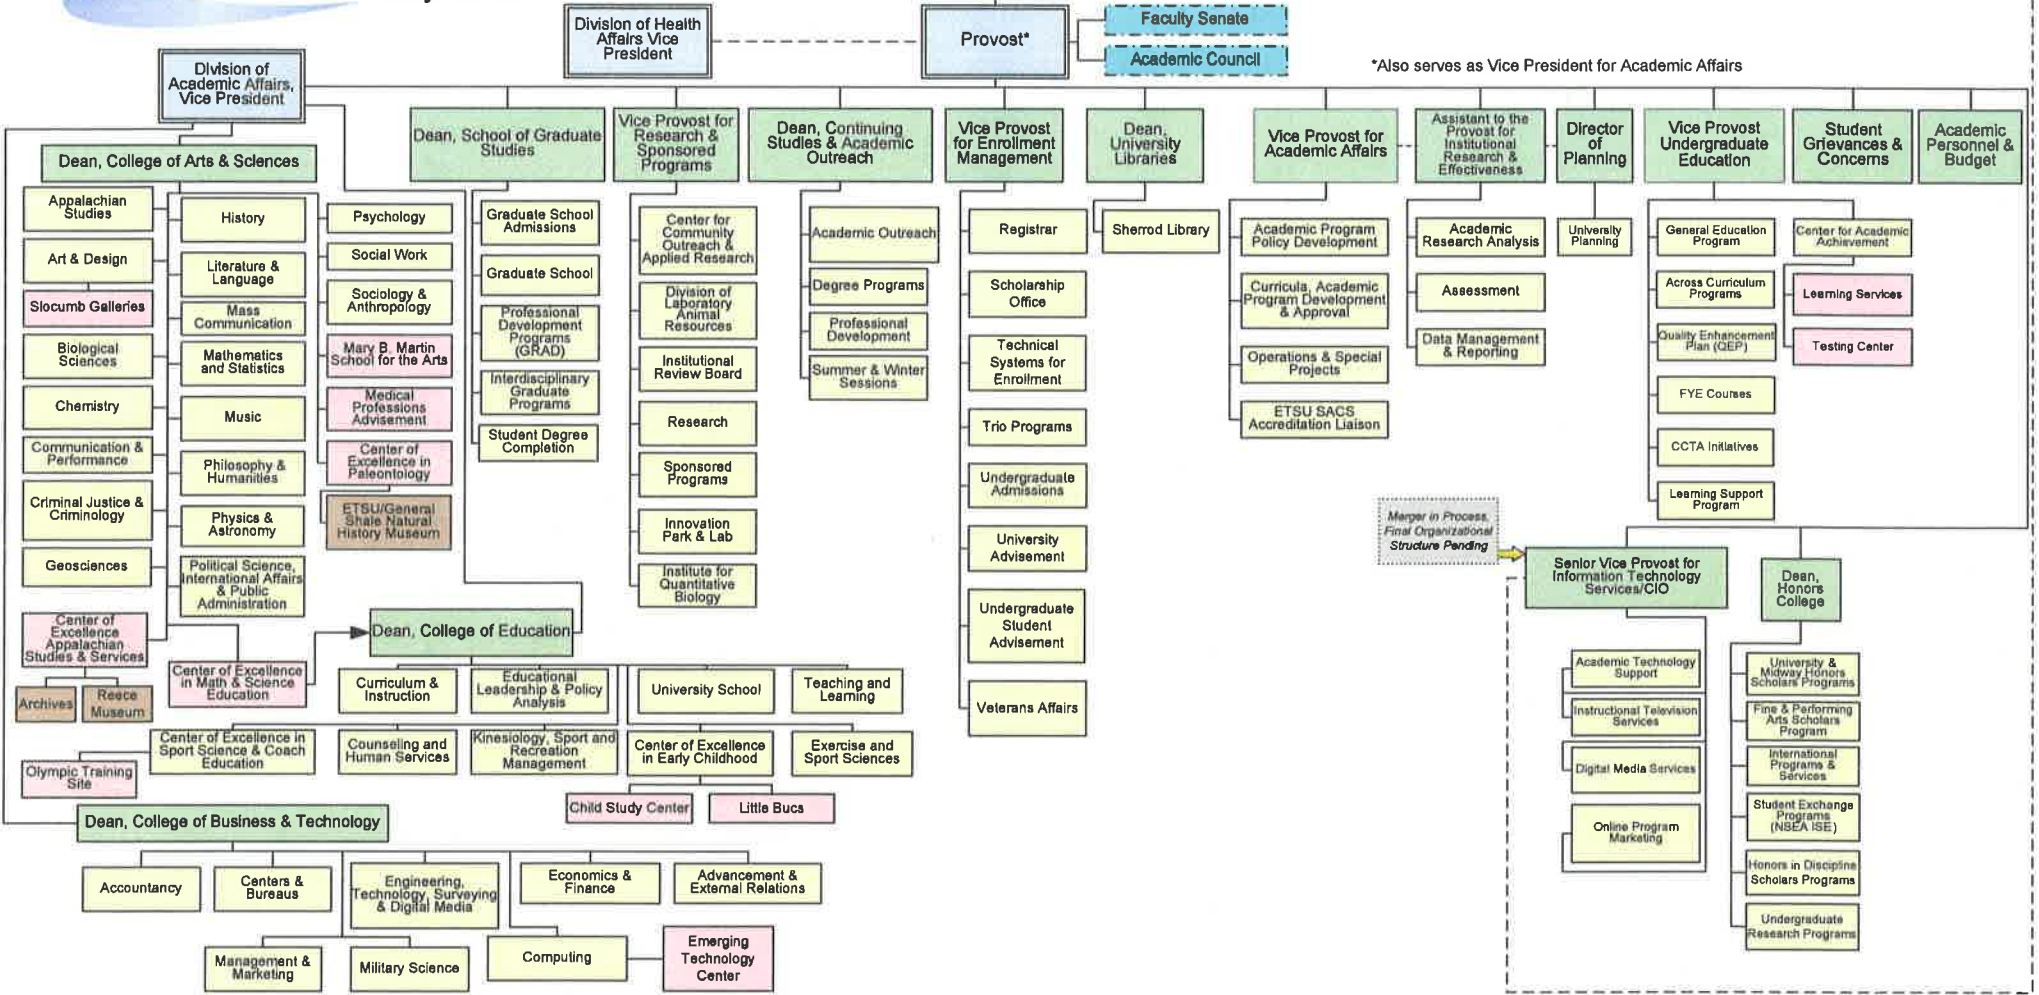 Division of Health
Affairs Vice
President
Provost*
Faculty Senate
Academic Council
*Also serves as Vice President for Academic Affairs
Division of
Academic Affairs,
Vice President
Dean, College of Arts & Sciences
Dean, School of Graduate
Studies
Vice Provost for
Research &
Sponsored
Programs
Dean, Continuing
Studies & Academic
Outreach
Vice Provost
for Enrollment
Management
Dean,
University
Libraries
Vice Provost for
Academic Affairs
Assistant to the
Provost for
Institutional
Research &
Effectiveness
Director
of
Planning
Vice Provost
Undergraduate
Education
Student
Grievances &
Concerns
Academic
Personnel &
Budget
Appalachian
Studies
Art & Design
Slocumb Galleries
Biological
Sciences
Chemistry
Communication &
Performance
Criminal Justice &
Criminology
Geosciences
Center of
Excellence
Appalachian
Studies & Services
Archives
Reece
Museum
History
Literature &
Language
Mass
Communication
Mathematics
and Statistics
Music
Philosophy &
Humanities
Physics &
Astronomy
Political Science,
International Affairs
& Public
Administration
Center of Excellence
in Math & Science
Education
Psychology
Social Work
Sociology &
Anthropology
Mary B. Martin
School for the Arts
Medical
Professions
Advisement
Center of
Excellence in
Paleontology
ETSU/General
Shale Natural
History Museum
Graduate School
Admissions
Graduate School
Professional
Development
Programs
(GRAD)
Interdisciplinary
Graduate
Programs
Student Degree
Completion
Center for
Community
Outreach &
Applied Research
Division of
Laboratory
Animal
Resources
Institutional
Review Board
Research
Sponsored
Programs
Innovation
Park & Lab
Institute for
Quantitative
Biology
Academic Outreach
Degree Programs
Professional
Development
Summer & Winter
Sessions
Registrar
Scholarship
Office
Technical
Systems for
Enrollment
Trio Programs
Undergraduate
Admissions
University
Advisement
Undergraduate
Student
Advisement
Veterans Affairs
Sherrod Library
Academic Program
Policy Development
Curricula, Academic
Program Development
& Approval
Operations & Special
Projects
ETSU SACS
Accreditation Liaison
Academic
Research Analysis
Assessment
Data Management
& Reporting
University
Planning
General Education
Program
Across Curriculum
Programs
Quality Enhancement
Plan (QEP)
FYE Courses
CCTA Initiatives
Learning Support
Program
Center for Academic
Achievement
Learning Services
Testing Center
Merger in Process,
Final Organizational
Structure Pending
Senior Vice Provost for
Information Technology
Services/CIO
Academic Technology
Support
Instructional Television
Services
Digital Media Services
Online Program
Marketing
Dean,
Honors
College
University &
Midway Honors
Scholars Programs
Fine & Performing
Arts Scholars
Program
International
Programs &
Services
Student Exchange
Programs
(NSEA ISE)
Honors in Discipline
Scholars Programs
Undergraduate
Research Programs
Dean, College of Education
Curriculum &
Instruction
Educational
Leadership & Policy
Analysis
University School
Teaching and
Learning
Center of Excellence in
Sport Science & Coach
Education
Olympic Training
Site
Counseling and
Human Services
Kinesiology, Sport and
Recreation
Management
Center of Excellence
in Early Childhood
Exercise and
Sport Sciences
Child Study Center
Little Bucs
Dean, College of Business & Technology
Accountancy
Centers &
Bureaus
Engineering,
Technology, Surveying
& Digital Media
Economics &
Finance
Advancement &
External Relations
Management &
Marketing
Military Science
Computing
Emerging
Technology
Center